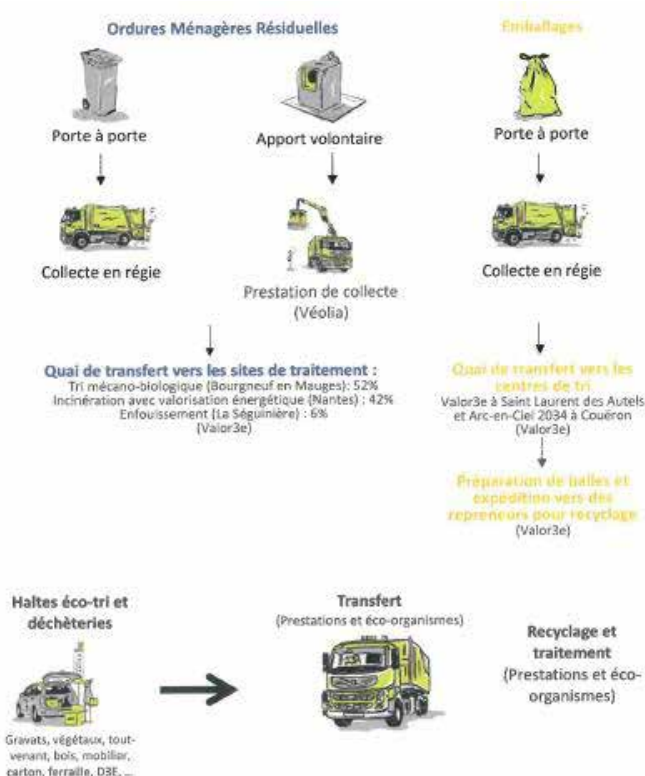 Ordures Ménagères Résiduelles
Porte à porte
Apport volontaire
Collecte en régie
Prestation de collecte
(Véolia)
Quai de transfert vers les sites de traitement :
Tri mécano-biologique (Bourgneuf en Mauges): 52%
Incinération avec valorisation énergétique (Nantes) : 42%
Enfouissement (La Séguinière) : 6%
(Valor3e)
Emballages
Porte à porte
Collecte en régie
Quai de transfert vers les
centres de tri
Valor3e à Saint Laurent des Autels
et Arc-en-Ciel 2034 à Couëron
(Valor3e)
Préparation de balles et
expédition vers des
repreneurs pour recyclage
(Valor3e)
Haltes éco-tri et
déchèteries
Gravats, végétaux, tout-
venant, bois, mobilier,
carton, ferraille, D3E, ...
Transfert
(Prestations et éco-organismes)
Recyclage et
traitement
(Prestations et éco-
organismes)